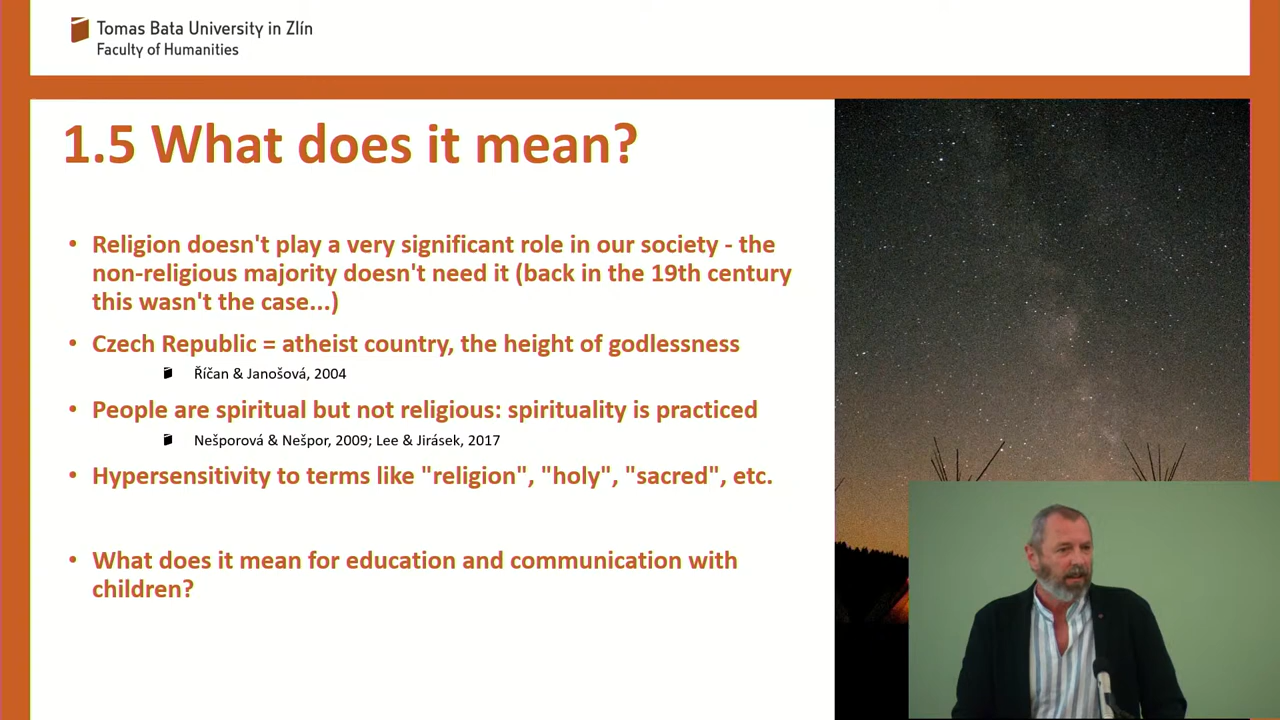 Tomas Bata University in Zlín
Faculty of Humanities
1.5 What does it mean?
• Religion doesn't play a very significant role in our society - the
non-religious majority doesn't need it (back in the 19th century
this wasn't the case...)
• Czech Republic = atheist country, the height of godlessness
Říčan & Janošová, 2004
• People are spiritual but not religious: spirituality is practiced
Nešporová & Nešpor, 2009; Lee & Jirásek, 2017
• Hypersensitivity to terms like "religion", "holy", "sacred", etc.
• What does it mean for education and communication with
children?